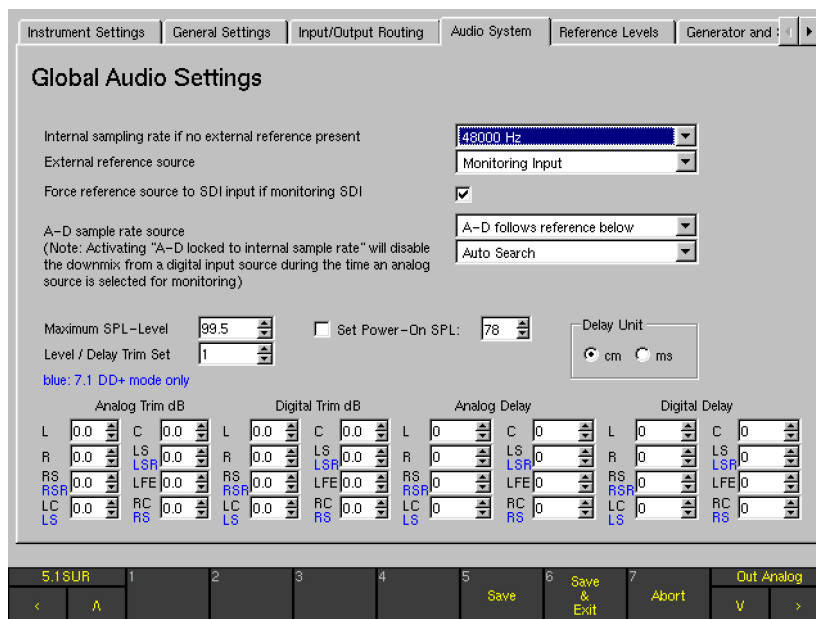 Instrument Settings General Settings Input/Output Routing Audio System Reference Levels Generator and
Global Audio Settings
Internal sampling rate if no external reference present 48000 Hz
External reference source Monitoring Input
Force reference source to SDI input if monitoring SDI
A-D sample rate source A-D follows reference below
(Note: Activating "A-D locked to internal sample rate" will disable Auto Search
the downmix from a digital input source during the time an analog
source is selected for monitoring)
Maximum SPL-Level 99.5 Set Power-On SPL: 78 Delay Unit
Level / Delay Trim Set 1 cm ms
blue: 7.1 DD+ mode only
Analog Trim dB Digital Trim dB Analog Delay Digital Delay
L 0.0 C 0.0 L 0.0 C 0.0 L 0 C 0 L 0 C 0
R 0.0 LS LSR 0.0 R 0.0 LS LSR 0.0 R 0 LS LSR 0 R 0 LS LSR 0
RS RSR 0.0 LFE 0.0 RS RSR 0.0 LFE 0.0 RS RSR 0 LFE 0 RS RSR 0 LFE 0
LC LS 0.0 RC RS 0.0 LC LS 0.0 RC RS 0.0 LC LS 0 RC RS 0 LC LS 0 RC RS 0
5.1SUR 1 2 3 4 5 Save 6 Save & Exit 7 Abort Out Analog
< Λ V >